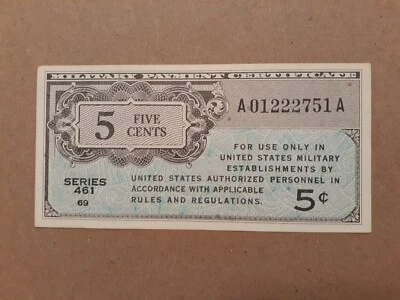 MILITARY PAYMENT CERTIFICATE
A01222751A
5 FIVE
CENTS
FOR USE ONLY IN
UNITED STATES MILITARY
ESTABLISHMENTS BY
UNITED STATES AUTHORIZED PERSONNEL IN
ACCORDANCE WITH APPLICABLE
RULES AND REGULATIONS.
SERIES
461
69
5¢